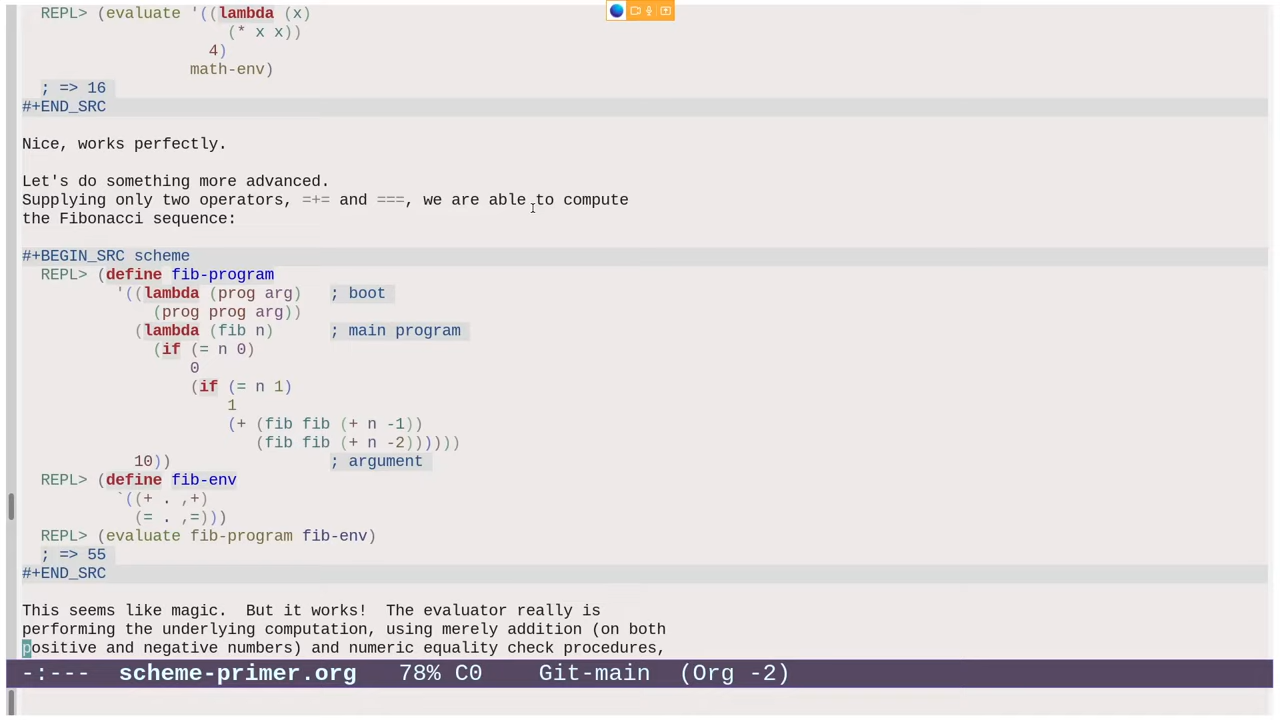 REPL> (evaluate '((lambda (x)
(* x x))
4)
math-env)
; => 16
#+END_SRC
Nice, works perfectly.
Let's do something more advanced.
Supplying only two operators, =+= and ===, we are able to compute
the Fibonacci sequence:
#+BEGIN_SRC scheme
REPL> (define fib-program
'((lambda (prog arg)   ; boot
(prog prog arg))
(lambda (fib n)      ; main program
(if (= n 0)
0
(if (= n 1)
1
(+ (fib fib (+ n -1))
(fib fib (+ n -2))))))
10))                 ; argument
REPL> (define fib-env
`((+ . ,+)
(= . ,=)))
REPL> (evaluate fib-program fib-env)
; => 55
#+END_SRC
This seems like magic.  But it works!  The evaluator really is
performing the underlying computation, using merely addition (on both
positive and negative numbers) and numeric equality check procedures,
-:---  scheme-primer.org    78% C0     Git-main  (Org -2)